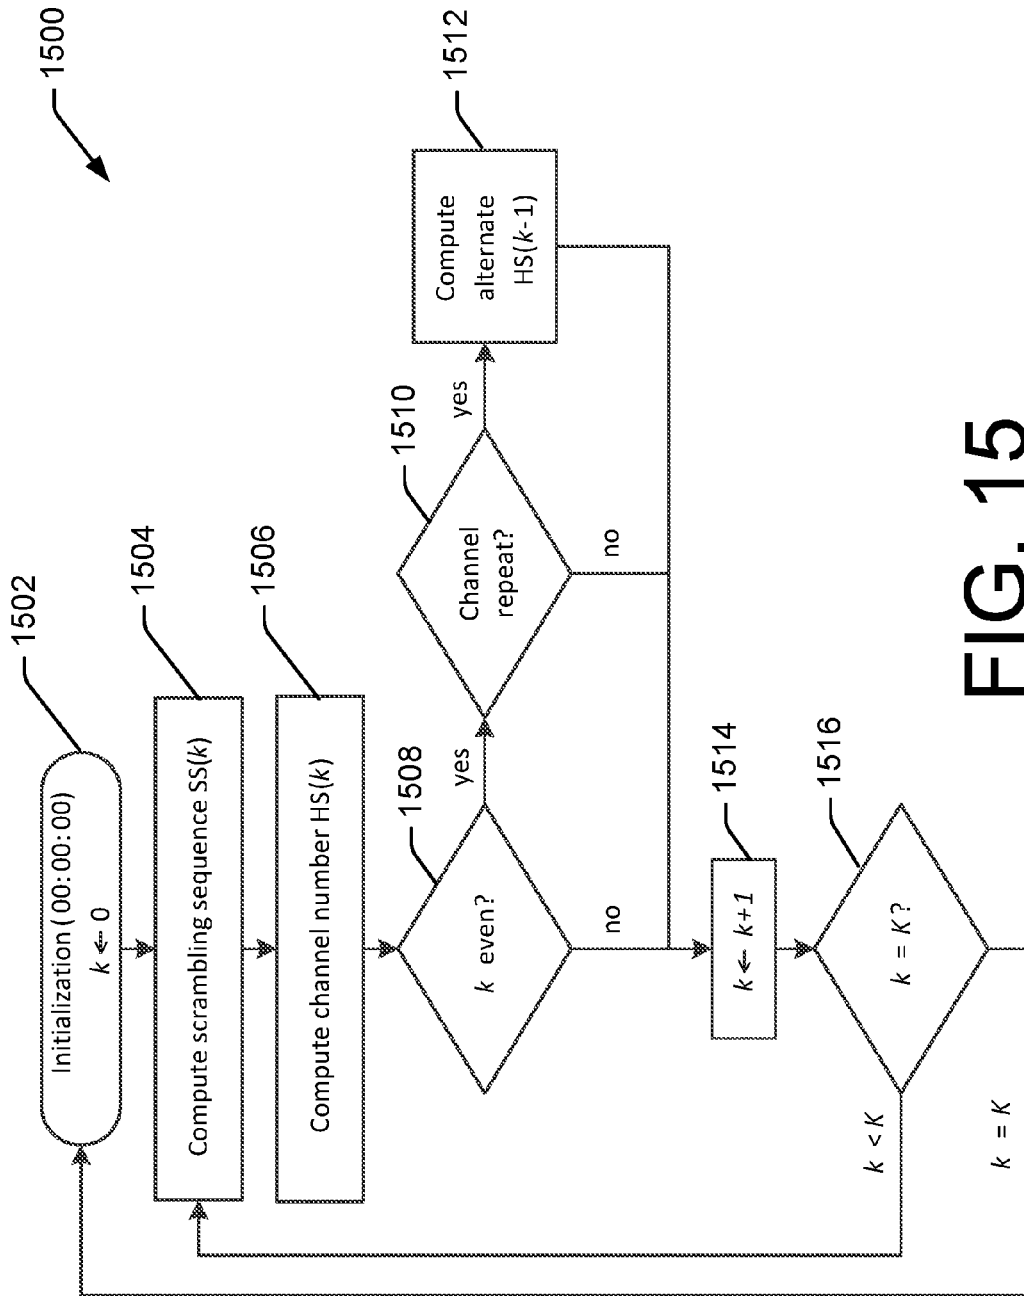 1500
1502
Initialization (00:00:00)
k ← 0
1504
Compute scrambling sequence SS(k)
1506
Compute channel number HS(k)
1508
k even?
yes
no
1510
Channel
repeat?
yes
no
1512
Compute
alternate
HS(k-1)
1514
k ← k+1
1516
k = K?
k < K
k = K
FIG. 15